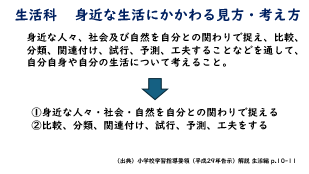 生活科　身近な生活にかかわる見方・考え方
身近な人々、社会及び自然を自分との関わりで捉え、比較、
分類、関連付け、試行、予測、工夫することなどを通して、
自分自身や自分の生活について考えること。
①身近な人々・社会・自然を自分との関わりで捉える
②比較、分類、関連付け、試行、予測、工夫をする
（出典）小学校学習指導要領（平成29年告示）解説 生活編 p.10-11